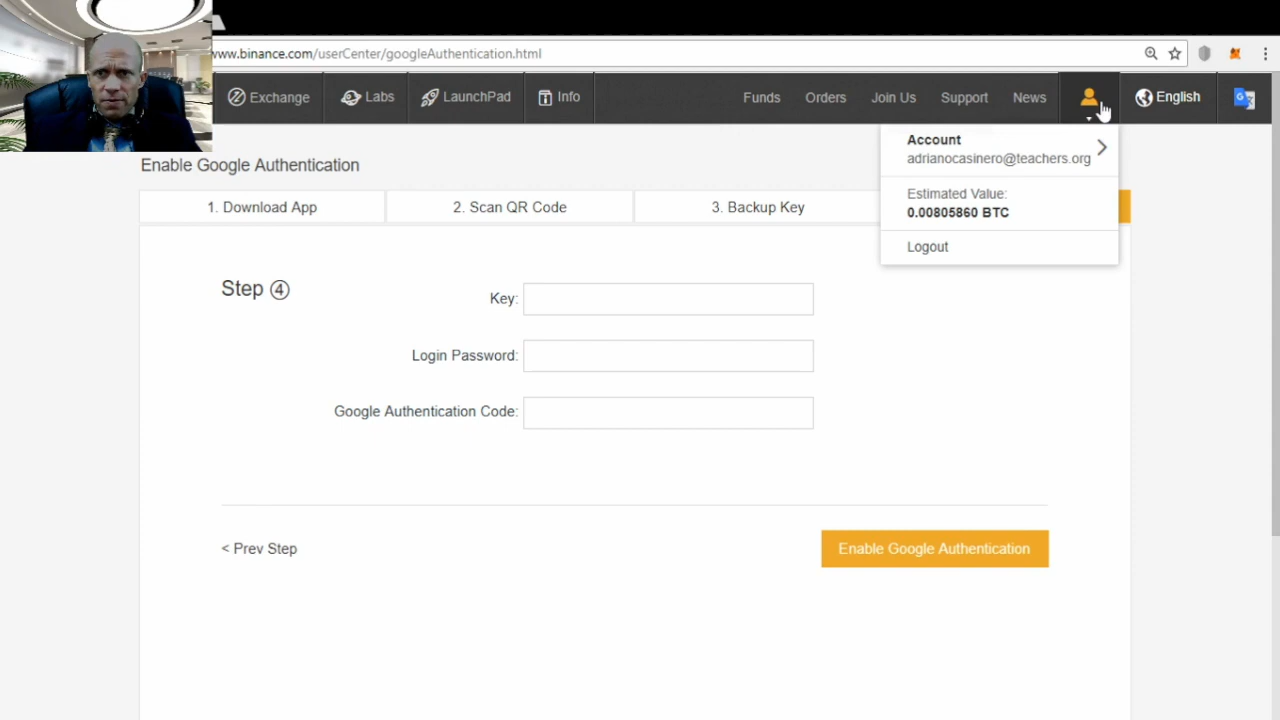 www.binance.com/userCenter/googleAuthentication.html
Exchange Labs LaunchPad Info Funds Orders Join Us Support News English
Account
adrianocasinero@teachers.org
Estimated Value:
0.00805860 BTC
Logout
Enable Google Authentication
1. Download App 2. Scan QR Code 3. Backup Key
Step ④
Key:
Login Password:
Google Authentication Code:
< Prev Step Enable Google Authentication